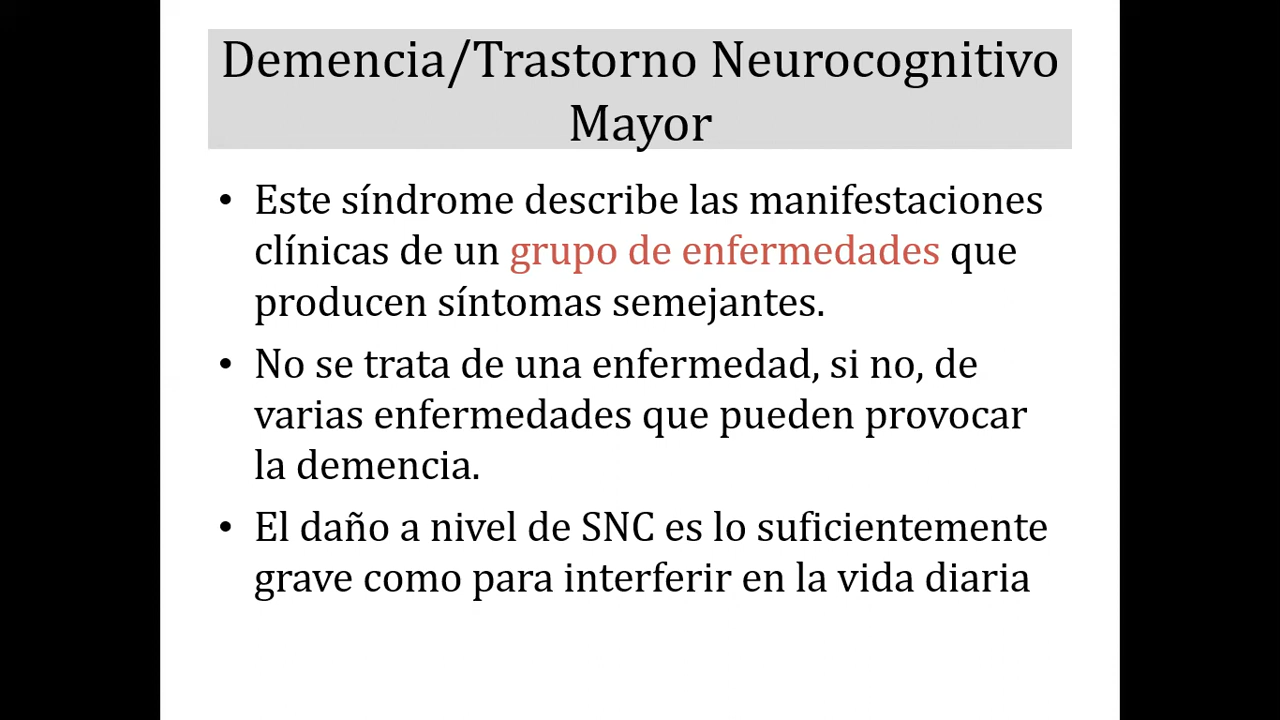 Demencia/Trastorno Neurocognitivo
Mayor
• Este síndrome describe las manifestaciones
clínicas de un grupo de enfermedades que
producen síntomas semejantes.
• No se trata de una enfermedad, si no, de
varias enfermedades que pueden provocar
la demencia.
• El daño a nivel de SNC es lo suficientemente
grave como para interferir en la vida diaria